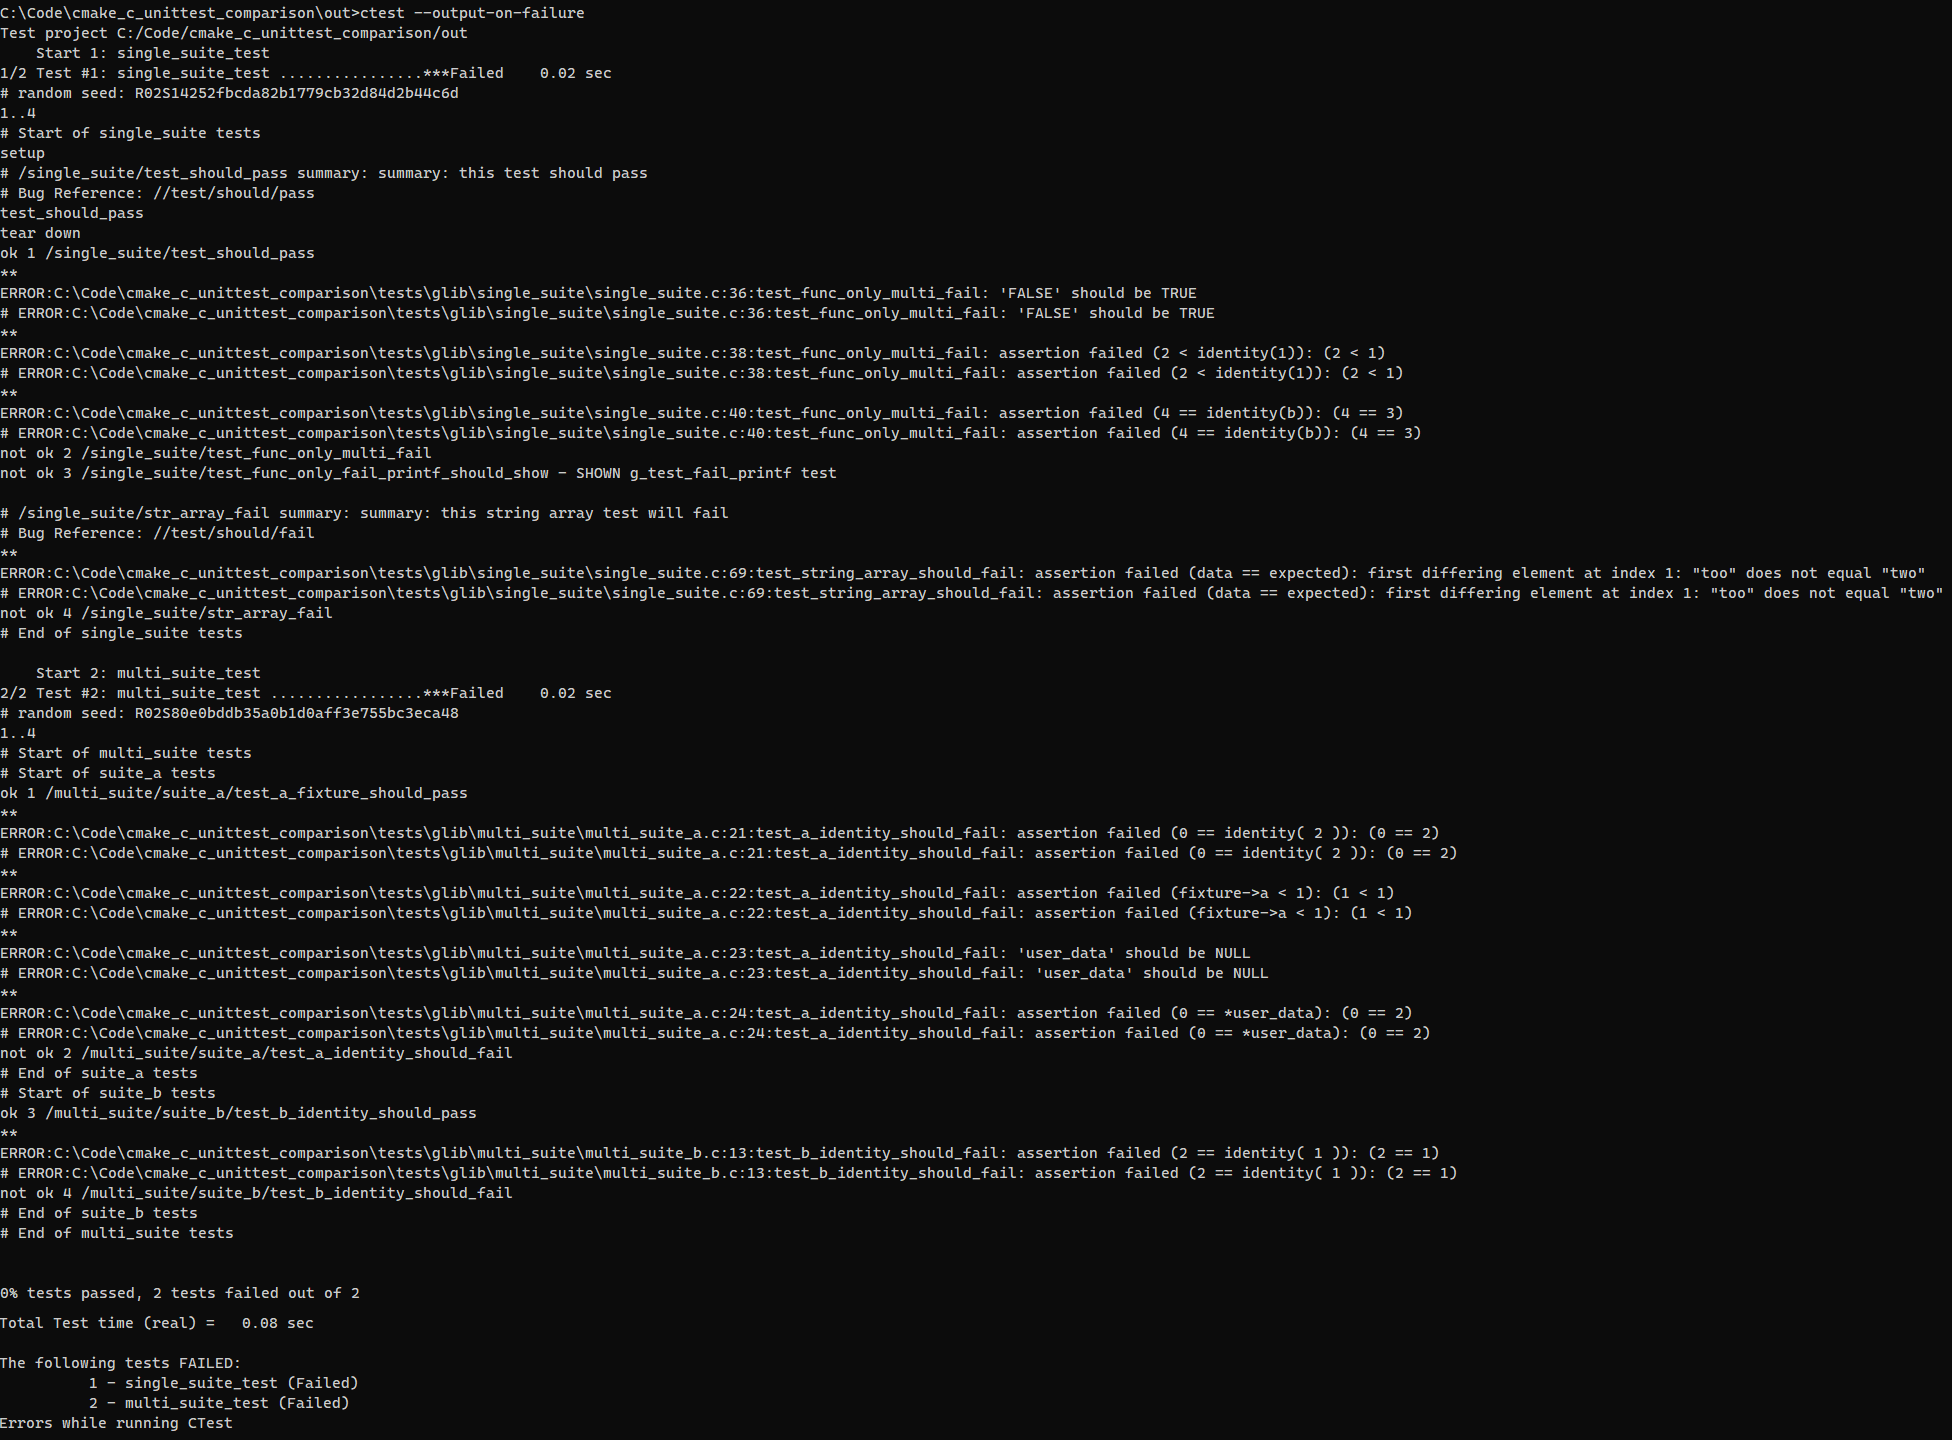 C:\Code\cmake_c_unittest_comparison\out>ctest --output-on-failure
Test project C:/Code/cmake_c_unittest_comparison/out
    Start 1: single_suite_test
1/2 Test #1: single_suite_test ................***Failed    0.02 sec
# random seed: R02S14252fbcda82b1779cb32d84d2b44c6d
1..4
# Start of single_suite tests
setup
# /single_suite/test_should_pass summary: summary: this test should pass
# Bug Reference: //test/should/pass
test_should_pass
tear down
ok 1 /single_suite/test_should_pass
**
ERROR:C:\Code\cmake_c_unittest_comparison\tests\glib\single_suite\single_suite.c:36:test_func_only_multi_fail: 'FALSE' should be TRUE
# ERROR:C:\Code\cmake_c_unittest_comparison\tests\glib\single_suite\single_suite.c:36:test_func_only_multi_fail: 'FALSE' should be TRUE
**
ERROR:C:\Code\cmake_c_unittest_comparison\tests\glib\single_suite\single_suite.c:38:test_func_only_multi_fail: assertion failed (2 < identity(1)): (2 < 1)
# ERROR:C:\Code\cmake_c_unittest_comparison\tests\glib\single_suite\single_suite.c:38:test_func_only_multi_fail: assertion failed (2 < identity(1)): (2 < 1)
**
ERROR:C:\Code\cmake_c_unittest_comparison\tests\glib\single_suite\single_suite.c:40:test_func_only_multi_fail: assertion failed (4 == identity(b)): (4 == 3)
# ERROR:C:\Code\cmake_c_unittest_comparison\tests\glib\single_suite\single_suite.c:40:test_func_only_multi_fail: assertion failed (4 == identity(b)): (4 == 3)
not ok 2 /single_suite/test_func_only_multi_fail
not ok 3 /single_suite/test_func_only_fail_printf_should_show - SHOWN g_test_fail_printf test

# /single_suite/str_array_fail summary: summary: this string array test will fail
# Bug Reference: //test/should/fail
**
ERROR:C:\Code\cmake_c_unittest_comparison\tests\glib\single_suite\single_suite.c:69:test_string_array_should_fail: assertion failed (data == expected): first differing element at index 1: "too" does not equal "two"
# ERROR:C:\Code\cmake_c_unittest_comparison\tests\glib\single_suite\single_suite.c:69:test_string_array_should_fail: assertion failed (data == expected): first differing element at index 1: "too" does not equal "two"
not ok 4 /single_suite/str_array_fail
# End of single_suite tests

    Start 2: multi_suite_test
2/2 Test #2: multi_suite_test .................***Failed    0.02 sec
# random seed: R02S80e0bddb35a0b1d0aff3e755bc3eca48
1..4
# Start of multi_suite tests
# Start of suite_a tests
ok 1 /multi_suite/suite_a/test_a_fixture_should_pass
**
ERROR:C:\Code\cmake_c_unittest_comparison\tests\glib\multi_suite\multi_suite_a.c:21:test_a_identity_should_fail: assertion failed (0 == identity( 2 )): (0 == 2)
# ERROR:C:\Code\cmake_c_unittest_comparison\tests\glib\multi_suite\multi_suite_a.c:21:test_a_identity_should_fail: assertion failed (0 == identity( 2 )): (0 == 2)
**
ERROR:C:\Code\cmake_c_unittest_comparison\tests\glib\multi_suite\multi_suite_a.c:22:test_a_identity_should_fail: assertion failed (fixture->a < 1): (1 < 1)
# ERROR:C:\Code\cmake_c_unittest_comparison\tests\glib\multi_suite\multi_suite_a.c:22:test_a_identity_should_fail: assertion failed (fixture->a < 1): (1 < 1)
**
ERROR:C:\Code\cmake_c_unittest_comparison\tests\glib\multi_suite\multi_suite_a.c:23:test_a_identity_should_fail: 'user_data' should be NULL
# ERROR:C:\Code\cmake_c_unittest_comparison\tests\glib\multi_suite\multi_suite_a.c:23:test_a_identity_should_fail: 'user_data' should be NULL
**
ERROR:C:\Code\cmake_c_unittest_comparison\tests\glib\multi_suite\multi_suite_a.c:24:test_a_identity_should_fail: assertion failed (0 == *user_data): (0 == 2)
# ERROR:C:\Code\cmake_c_unittest_comparison\tests\glib\multi_suite\multi_suite_a.c:24:test_a_identity_should_fail: assertion failed (0 == *user_data): (0 == 2)
not ok 2 /multi_suite/suite_a/test_a_identity_should_fail
# End of suite_a tests
# Start of suite_b tests
ok 3 /multi_suite/suite_b/test_b_identity_should_pass
**
ERROR:C:\Code\cmake_c_unittest_comparison\tests\glib\multi_suite\multi_suite_b.c:13:test_b_identity_should_fail: assertion failed (2 == identity( 1 )): (2 == 1)
# ERROR:C:\Code\cmake_c_unittest_comparison\tests\glib\multi_suite\multi_suite_b.c:13:test_b_identity_should_fail: assertion failed (2 == identity( 1 )): (2 == 1)
not ok 4 /multi_suite/suite_b/test_b_identity_should_fail
# End of suite_b tests
# End of multi_suite tests


0% tests passed, 2 tests failed out of 2

Total Test time (real) =   0.08 sec

The following tests FAILED:
          1 - single_suite_test (Failed)
          2 - multi_suite_test (Failed)
Errors while running CTest